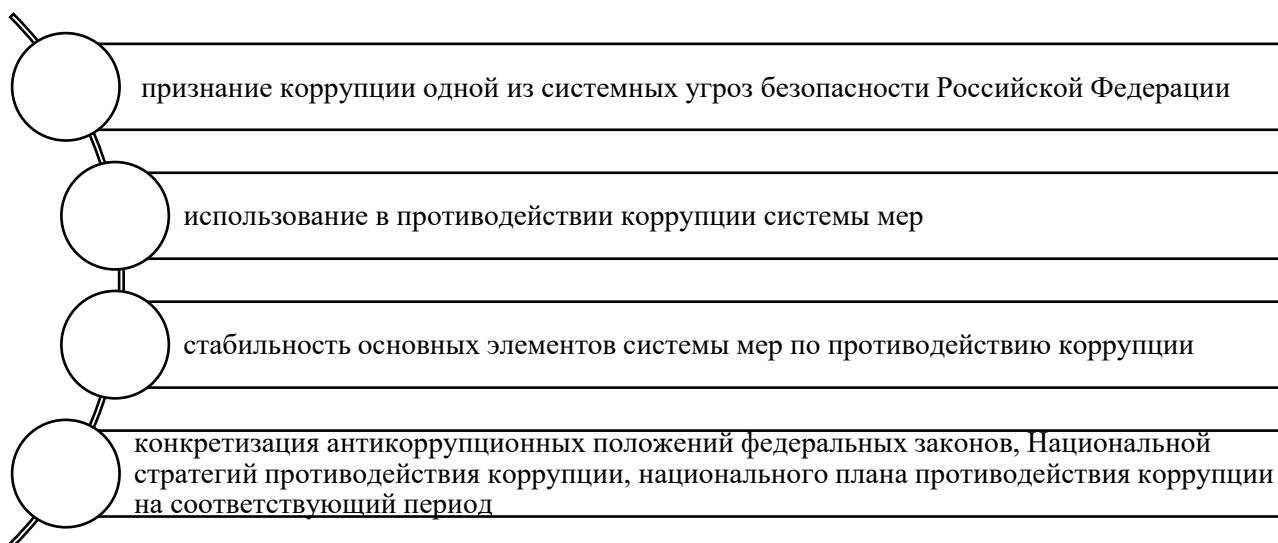 признание коррупции одной из системных угроз безопасности Российской Федерации
использование в противодействии коррупции системы мер
стабильность основных элементов системы мер по противодействию коррупции
конкретизация антикоррупционных положений федеральных законов, Национальной
стратегий противодействия коррупции, национального плана противодействия коррупции
на соответствующий период